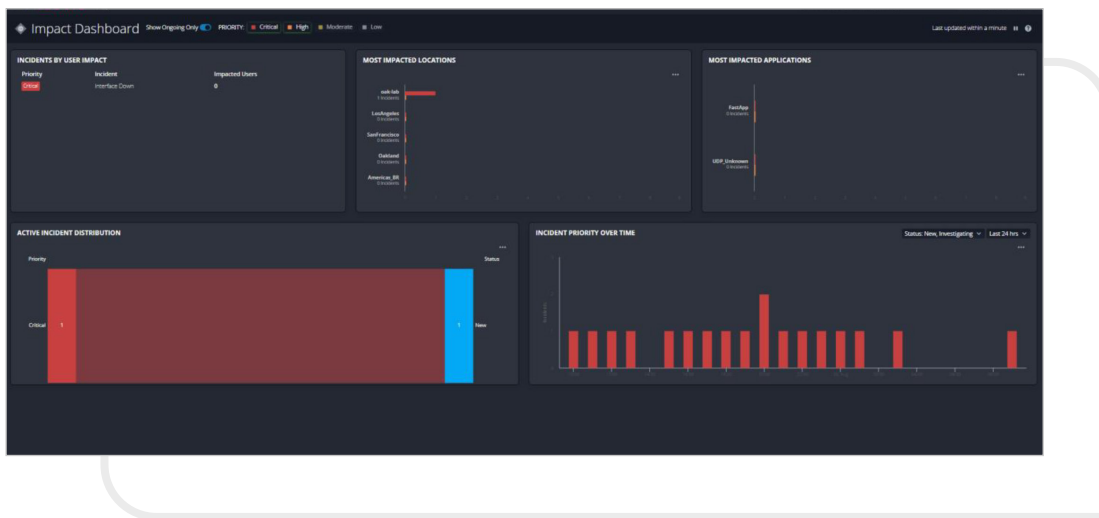 Impact Dashboard Show Ongoing Only PRIORITY: Critical High Moderate Low
Last updated within a minute
INCIDENTS BY USER IMPACT
Priority Incident Impacted Users
Critical Interface Down 0
MOST IMPACTED LOCATIONS
1 Incidents
LosAngeles
0 Incidents
SanFrancisco
0 Incidents
Oakland
0 Incidents
Americas_BR
0 Incidents
MOST IMPACTED APPLICATIONS
FastApp
0 Incidents
UDP_Unknown
0 Incidents
ACTIVE INCIDENT DISTRIBUTION
Priority Status
Critical 1 1 New
INCIDENT PRIORITY OVER TIME
Status: New, Investigating Last 24 hrs